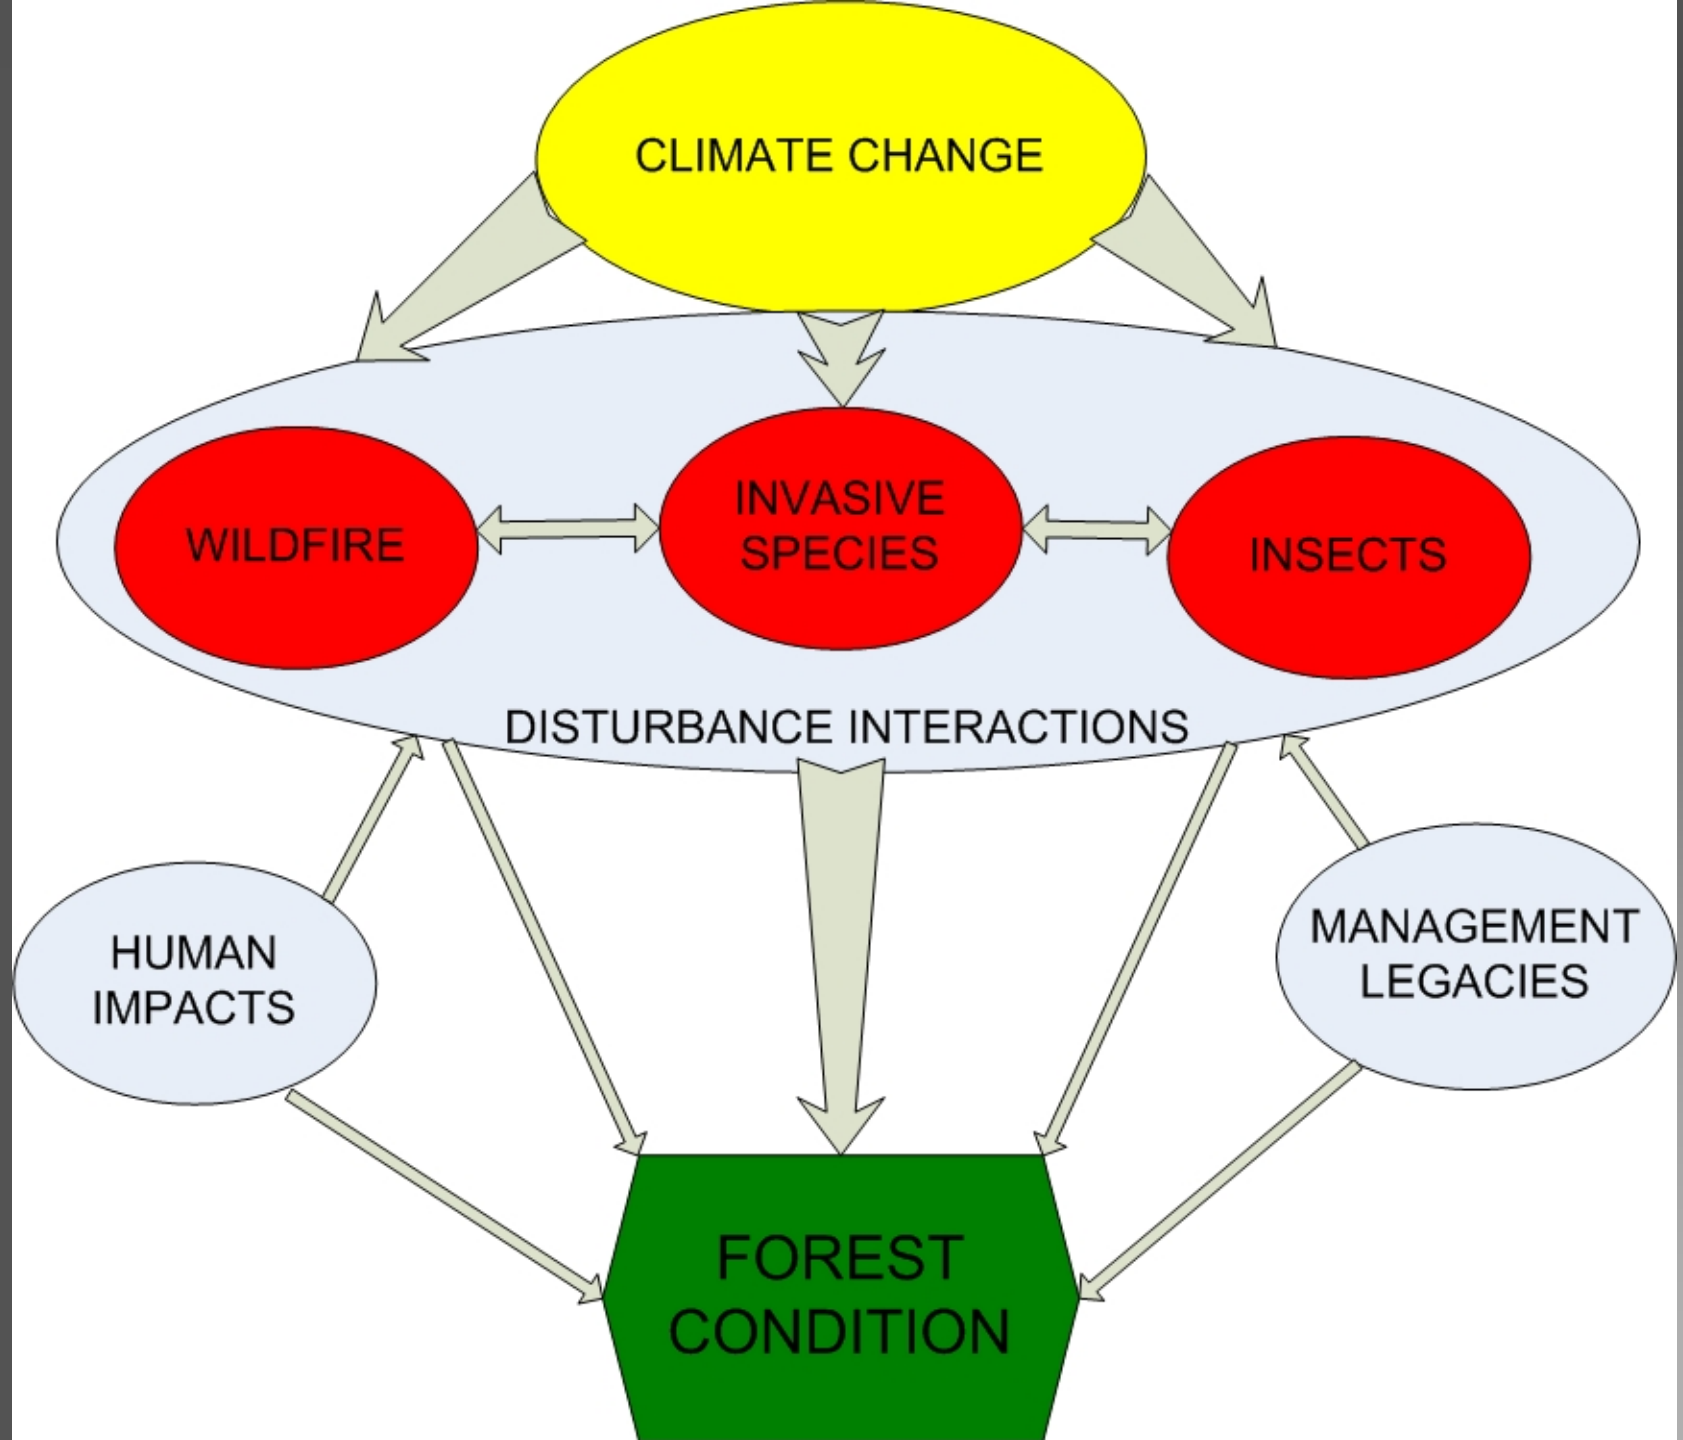 CLIMATE CHANGE
WILDFIRE
INVASIVE
SPECIES
INSECTS
DISTURBANCE INTERACTIONS
HUMAN
IMPACTS
MANAGEMENT
LEGACIES
FOREST
CONDITION